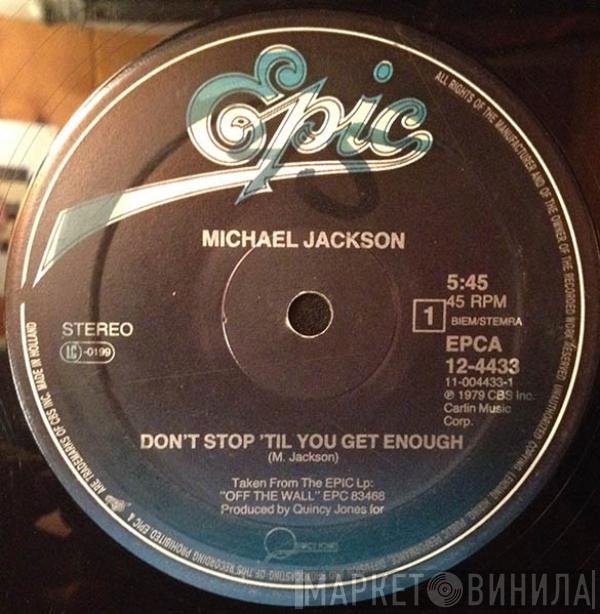 Epic
MICHAEL JACKSON
5:45
45 RPM
1
BIEM/STEMRA
STEREO
LC -0199
EPCA
12-4433
11-004433-1
℗ 1979 CBS Inc.
Carlin Music
Corp.
DON'T STOP 'TIL YOU GET ENOUGH
(M. Jackson)
Taken From The EPIC Lp:
"OFF THE WALL" EPC 83468
Produced by Quincy Jones for
ALL RIGHTS OF THE MANUFACTURER AND OF THE OWNER OF THE RECORDED WORK RESERVED
ARE TRADEMARKS OF CBS INC. MADE IN HOLLAND
МАРКЕТ ВИНИЛА